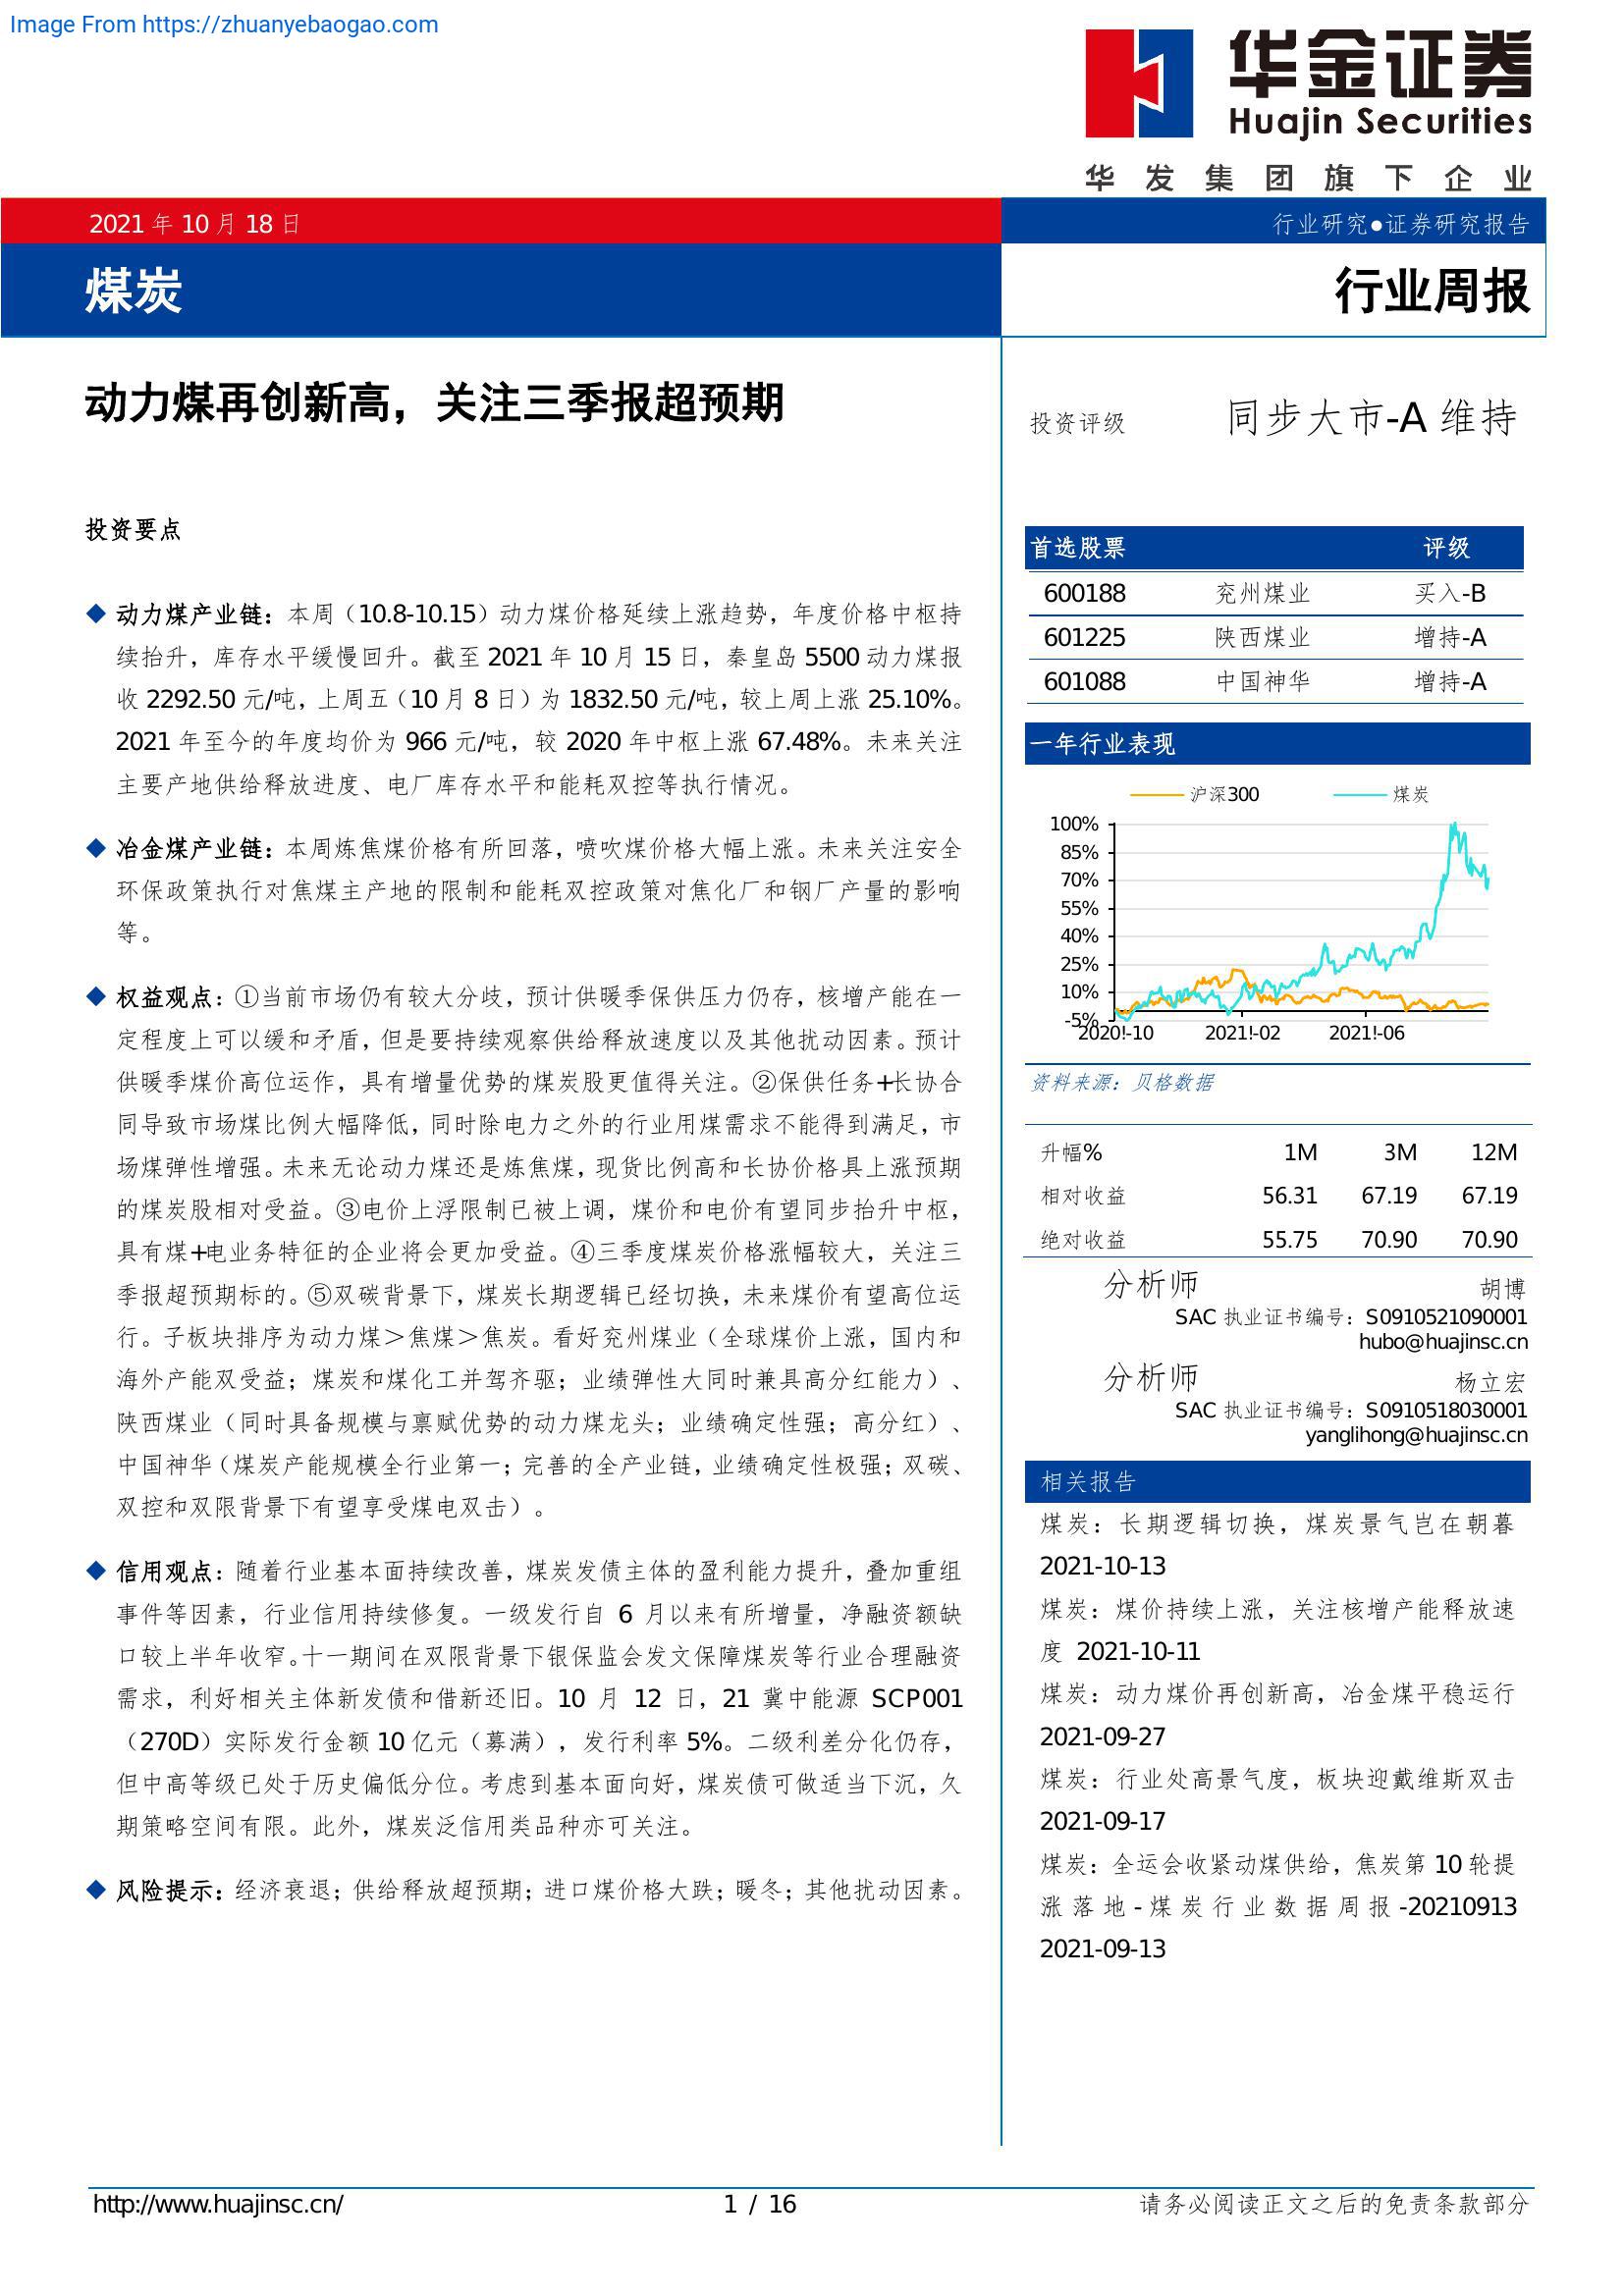 Image From https://zhuanyebaogao.com
华金证券
Huajin Securities
华发集团旗下企业
2021 年 10 月 18 日
行业研究●证券研究报告
煤炭
行业周报
动力煤再创新高，关注三季报超预期
投资要点
◆ 动力煤产业链：本周（10.8-10.15）动力煤价格延续上涨趋势，年度价格中枢持
续抬升，库存水平缓慢回升。截至 2021 年 10 月 15 日，秦皇岛 5500 动力煤报
收 2292.50 元/吨，上周五（10 月 8 日）为 1832.50 元/吨，较上周上涨 25.10%。
2021 年至今的年度均价为 966 元/吨，较 2020 年中枢上涨 67.48%。未来关注
主要产地供给释放进度、电厂库存水平和能耗双控等执行情况。
◆ 冶金煤产业链：本周炼焦煤价格有所回落，喷吹煤价格大幅上涨。未来关注安全
环保政策执行对焦煤主产地的限制和能耗双控政策对焦化厂和钢厂产量的影响
等。
◆ 权益观点：①当前市场仍有较大分歧，预计供暖季保供压力仍存，核增产能在一
定程度上可以缓和矛盾，但是要持续观察供给释放速度以及其他扰动因素。预计
供暖季煤价高位运作，具有增量优势的煤炭股更值得关注。②保供任务+长协合
同导致市场煤比例大幅降低，同时除电力之外的行业用煤需求不能得到满足，市
场煤弹性增强。未来无论动力煤还是炼焦煤，现货比例高和长协价格具上涨预期
的煤炭股相对受益。③电价上浮限制已被上调，煤价和电价有望同步抬升中枢，
具有煤+电业务特征的企业将会更加受益。④三季度煤炭价格涨幅较大，关注三
季报超预期标的。⑤双碳背景下，煤炭长期逻辑已经切换，未来煤价有望高位运
行。子板块排序为动力煤＞焦煤＞焦炭。看好兖州煤业（全球煤价上涨，国内和
海外产能双受益；煤炭和煤化工并驾齐驱；业绩弹性大同时兼具高分红能力）、
陕西煤业（同时具备规模与禀赋优势的动力煤龙头；业绩确定性强；高分红）、
中国神华（煤炭产能规模全行业第一；完善的全产业链，业绩确定性极强；双碳、
双控和双限背景下有望享受煤电双击）。
◆ 信用观点：随着行业基本面持续改善，煤炭发债主体的盈利能力提升，叠加重组
事件等因素，行业信用持续修复。一级发行自 6 月以来有所增量，净融资额缺
口较上半年收窄。十一期间在双限背景下银保监会发文保障煤炭等行业合理融资
需求，利好相关主体新发债和借新还旧。10 月 12 日，21 冀中能源 SCP001
（270D）实际发行金额 10 亿元（募满），发行利率 5%。二级利差分化仍存，
但中高等级已处于历史偏低分位。考虑到基本面向好，煤炭债可做适当下沉，久
期策略空间有限。此外，煤炭泛信用类品种亦可关注。
◆ 风险提示：经济衰退；供给释放超预期；进口煤价格大跌；暖冬；其他扰动因素。
投资评级 同步大市-A 维持
首选股票 评级
600188 兖州煤业 买入-B
601225 陕西煤业 增持-A
601088 中国神华 增持-A
一年行业表现
沪深300 煤炭
100%
85%
70%
55%
40%
25%
10%
-5%
2020!-10 2021!-02 2021!-06
资料来源：贝格数据
升幅% 1M 3M 12M
相对收益 56.31 67.19 67.19
绝对收益 55.75 70.90 70.90
分析师 胡博
SAC 执业证书编号：S0910521090001
hubo@huajinsc.cn
分析师 杨立宏
SAC 执业证书编号：S0910518030001
yanglihong@huajinsc.cn
相关报告
煤炭：长期逻辑切换，煤炭景气岂在朝暮
2021-10-13
煤炭：煤价持续上涨，关注核增产能释放速
度 2021-10-11
煤炭：动力煤价再创新高，冶金煤平稳运行
2021-09-27
煤炭：行业处高景气度，板块迎戴维斯双击
2021-09-17
煤炭：全运会收紧动煤供给，焦炭第 10 轮提
涨落地-煤炭行业数据周报-20210913
2021-09-13
http://www.huajinsc.cn/ 1 / 16 请务必阅读正文之后的免责条款部分